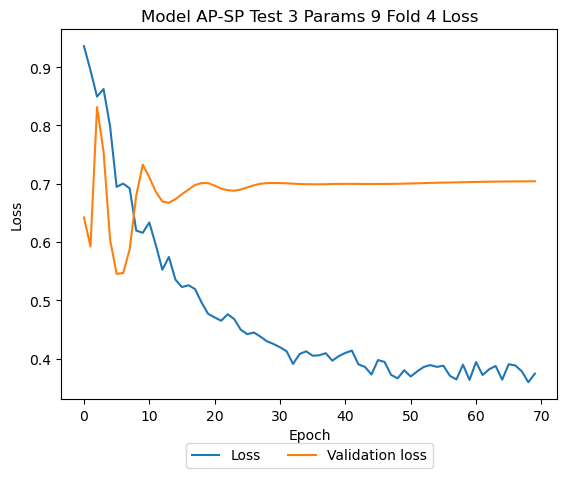 Model AP-SP Test 3 Params 9 Fold 4 Loss
0.9
0.8
0.7
0.6
0.5
0.4
Loss
0 10 20 30 40 50 60 70
Epoch
Loss Validation loss